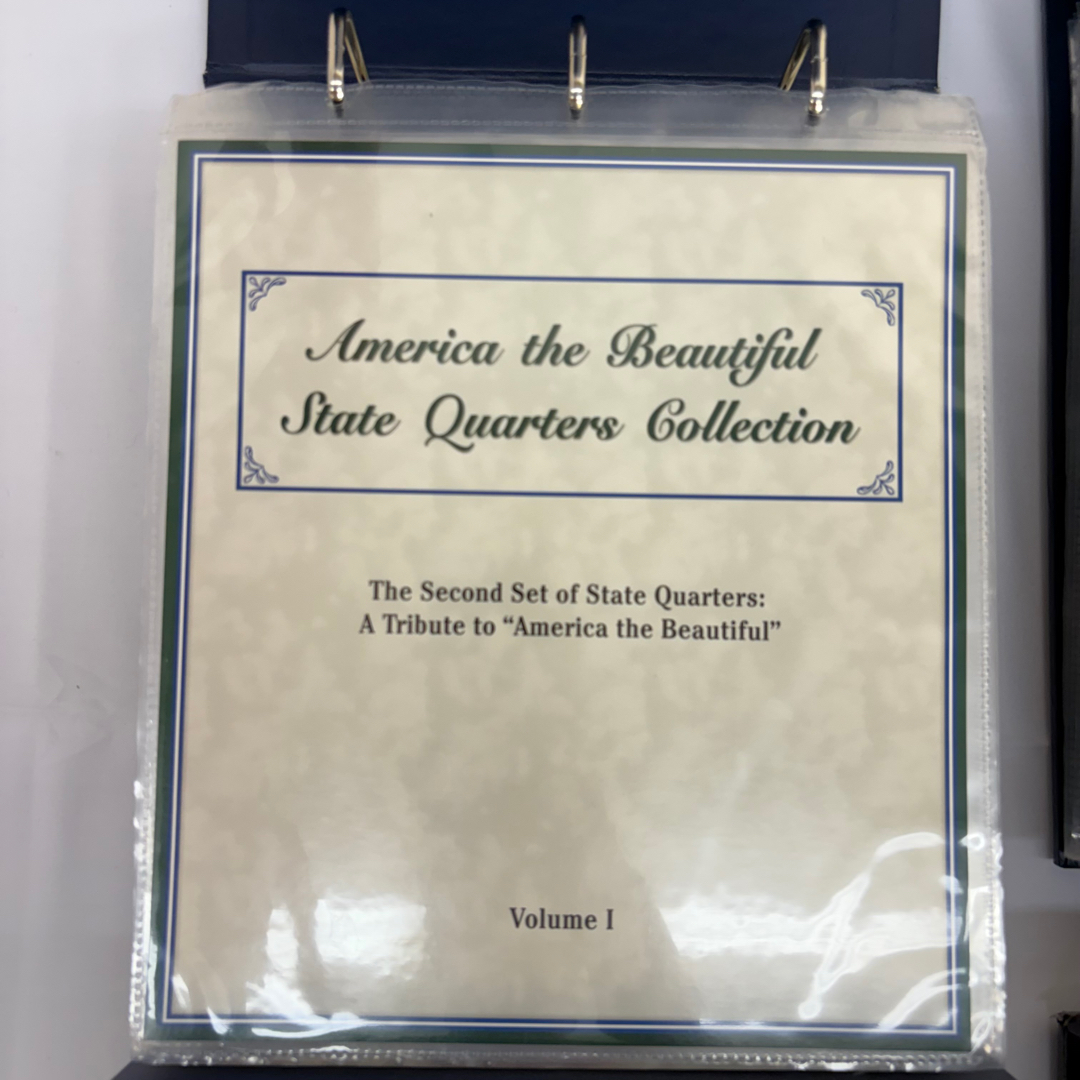 America the Beautiful
State Quarters Collection
The Second Set of State Quarters:
A Tribute to “America the Beautiful”
Volume I